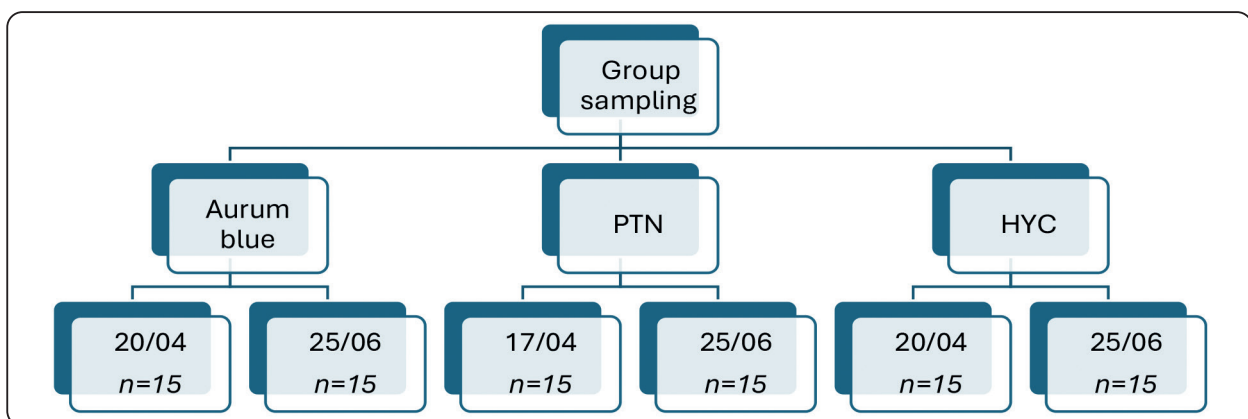 Group
sampling
Aurum
blue
PTN
HYC
20/04
n=15
25/06
n=15
17/04
n=15
25/06
n=15
20/04
n=15
25/06
n=15